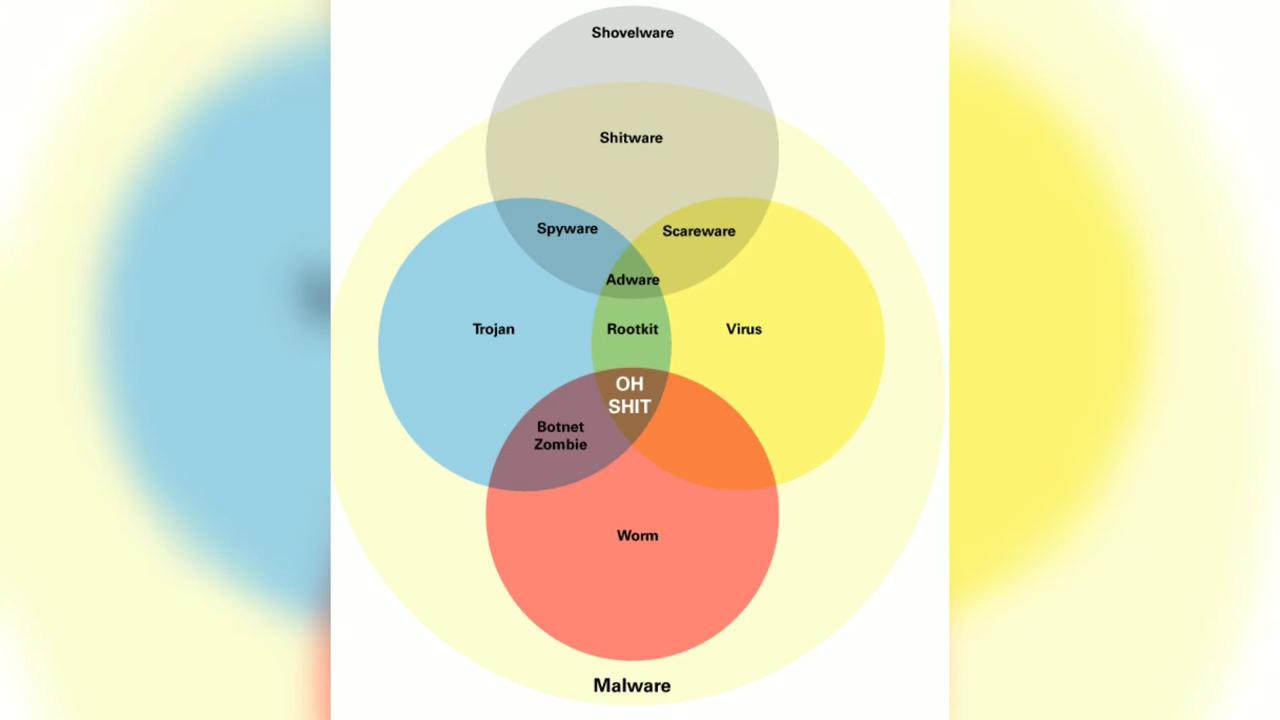 Shovelware
Shitware
Spyware
Scareware
Adware
Trojan
Rootkit
Virus
OH
SHIT
Botnet
Zombie
Worm
Malware